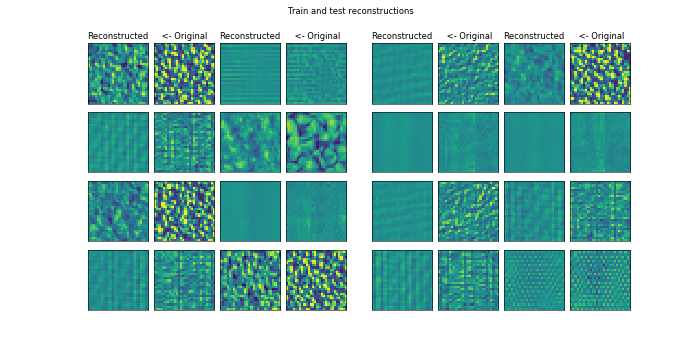 Train and test reconstructions
Reconstructed <- Original Reconstructed <- Original Reconstructed <- Original Reconstructed <- Original